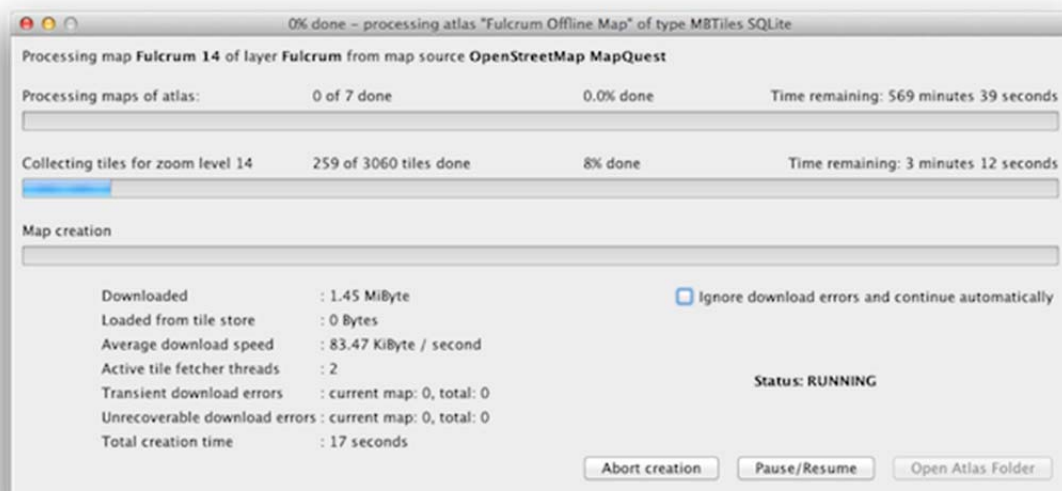 0% done – processing atlas "Fulcrum Offline Map" of type MBTiles SQLite
Processing map Fulcrum 14 of layer Fulcrum from map source OpenStreetMap MapQuest
Processing maps of atlas: 0 of 7 done 0.0% done Time remaining: 569 minutes 39 seconds
Collecting tiles for zoom level 14 259 of 3060 tiles done 8% done Time remaining: 3 minutes 12 seconds
Map creation
Downloaded : 1.45 MiByte
Ignore download errors and continue automatically
Loaded from tile store : 0 Bytes
Average download speed : 83.47 KiByte / second
Active tile fetcher threads : 2
Status: RUNNING
Transient download errors : current map: 0, total: 0
Unrecoverable download errors : current map: 0, total: 0
Total creation time : 17 seconds
Abort creation Pause/Resume Open Atlas Folder